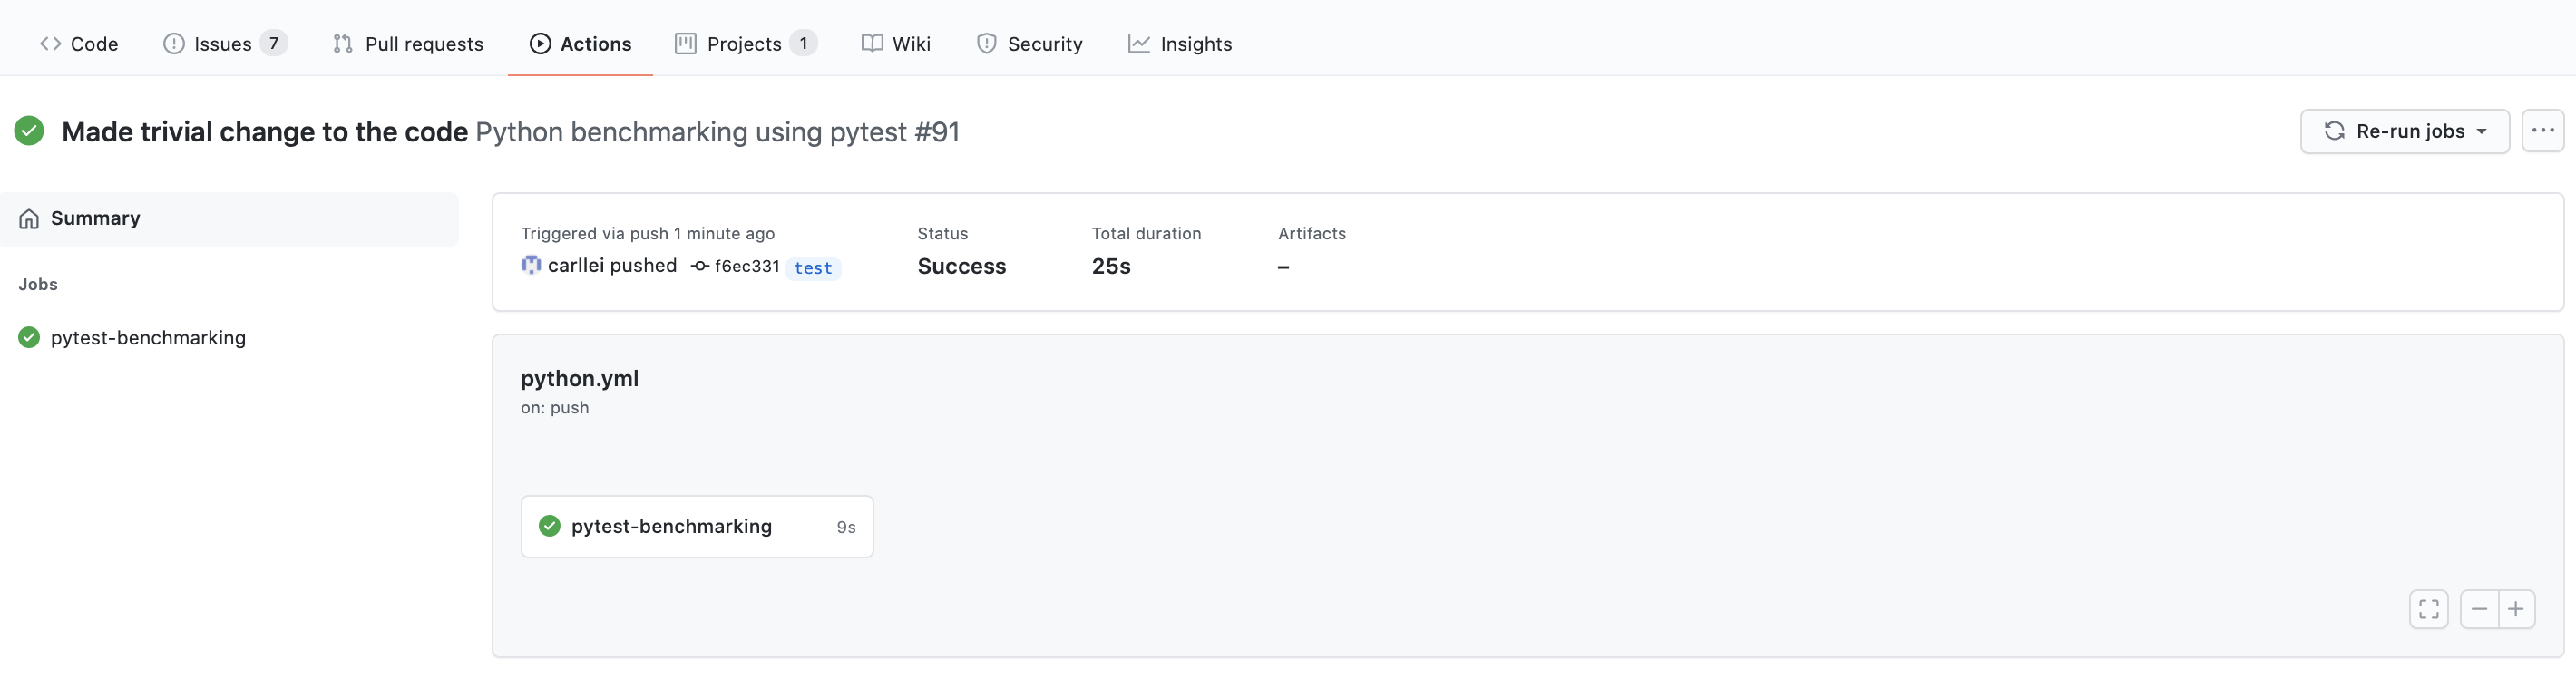 Code Issues 7 Pull requests Actions Projects 1 Wiki Security Insights
Made trivial change to the code Python benchmarking using pytest #91
Re-run jobs
Summary
Jobs
pytest-benchmarking
Triggered via push 1 minute ago
carllei pushed f6ec331 test
Status
Success
Total duration
25s
Artifacts
–
python.yml
on: push
pytest-benchmarking 9s